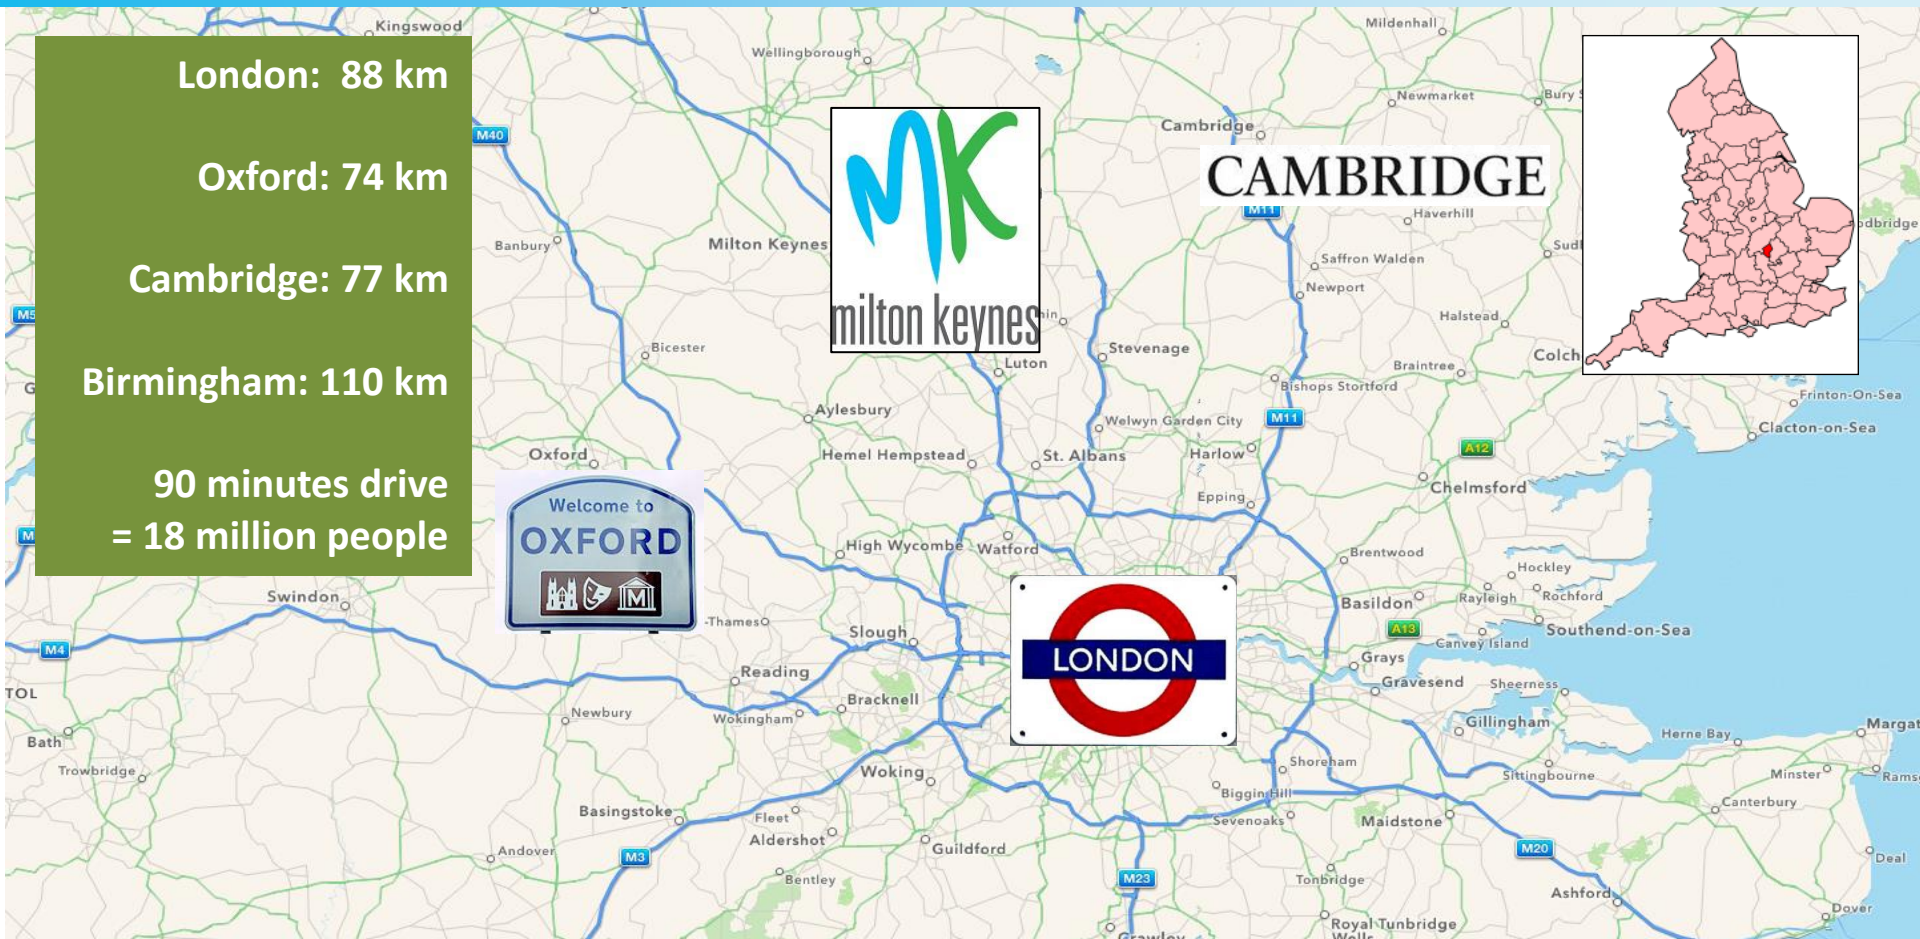 London: 88 km
Oxford: 74 km
Cambridge: 77 km
Birmingham: 110 km
90 minutes drive
= 18 million people
Kingswood
Wellingborough
Mildenhall
Newmarket
Bury
M40
Cambridge
MK
milton keynes
CAMBRIDGE
M11
Haverhill
Banbury
Milton Keynes
Saffron Walden
Newport
Halstead
M5
Bicester
Stevenage
Luton
Braintree
Bishops Stortford
Frinton-On-Sea
Aylesbury
Welwyn Garden City
M11
Clacton-on-Sea
Oxford
Hemel Hempstead
St. Albans
Harlow
A12
Chelmsford
Epping
Welcome to
OXFORD
M
High Wycombe
Watford
Brentwood
Hockley
Swindon
Basildon
Rayleigh
Rochford
-Thames
Slough
A13
Southend-on-Sea
Canvey Island
M4
LONDON
Grays
Reading
Gravesend
Sheerness
TOL
Bracknell
Newbury
Wokingham
Gillingham
Herne Bay
Bath
Shoreham
Trowbridge
Woking
Sittingbourne
Minster
Biggin Hill
Canterbury
Basingstoke
Fleet
Sevenoaks
Maidstone
Aldershot
Guildford
Andover
M3
M20
Deal
Bentley
M23
Tonbridge
Ashford
Dover
Royal Tunbridge
Wells
Crawley